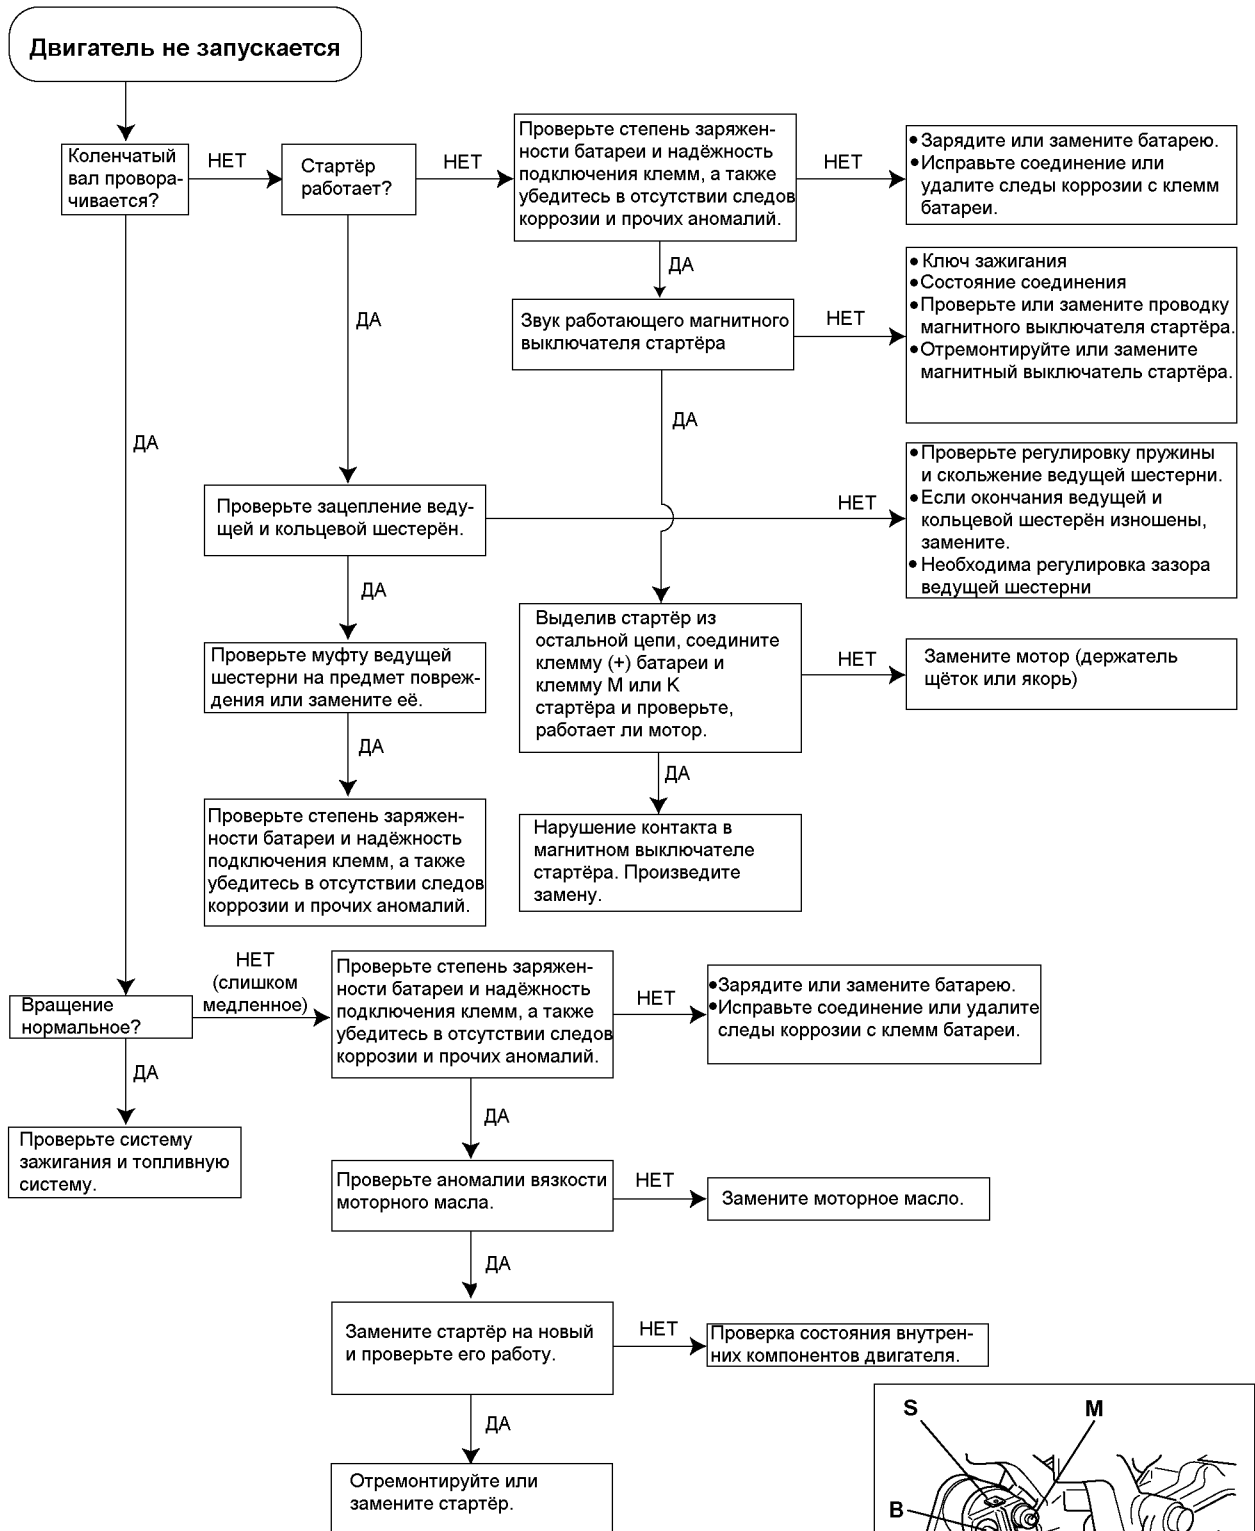 Двигатель не запускается
Коленчатый
вал провора-
чивается?
НЕТ
Стартёр
работает?
НЕТ
Проверьте степень заряжен-
ности батареи и надёжность
подключения клемм, а также
убедитесь в отсутствии следов
коррозии и прочих аномалий.
НЕТ
●Зарядите или замените батарею.
●Исправьте соединение или
удалите следы коррозии с клемм
батареи.
ДА
Звук работающего магнитного
выключателя стартёра
НЕТ
●Ключ зажигания
●Состояние соединения
●Проверьте или замените проводку
магнитного выключателя стартёра.
●Отремонтируйте или замените
магнитный выключатель стартёра.
ДА
ДА
ДА
Проверьте зацепление веду-
щей и кольцевой шестерён.
НЕТ
●Проверьте регулировку пружины
и скольжение ведущей шестерни.
●Если окончания ведущей и
кольцевой шестерён изношены,
замените.
●Необходима регулировка зазора
ведущей шестерни
ДА
Проверьте муфту ведущей
шестерни на предмет повреж-
дения или замените её.
Выделив стартёр из
остальной цепи, соедините
клемму (+) батареи и
клемму M или K
стартёра и проверьте,
работает ли мотор.
НЕТ
Замените мотор (держатель
щёток или якорь)
ДА
ДА
Проверьте степень заряжен-
ности батареи и надёжность
подключения клемм, а также
убедитесь в отсутствии следов
коррозии и прочих аномалий.
Нарушение контакта в
магнитном выключателе
стартёра. Произведите
замену.
Вращение
нормальное?
НЕТ
(слишком
медленное)
Проверьте степень заряжен-
ности батареи и надёжность
подключения клемм, а также
убедитесь в отсутствии следов
коррозии и прочих аномалий.
НЕТ
●Зарядите или замените батарею.
●Исправьте соединение или удалите
следы коррозии с клемм батареи.
ДА
Проверьте систему
зажигания и топливную
систему.
ДА
Проверьте аномалии вязкости
моторного масла.
НЕТ
Замените моторное масло.
ДА
Замените стартёр на новый
и проверьте его работу.
НЕТ
Проверка состояния внутрен-
них компонентов двигателя.
ДА
Отремонтируйте или
замените стартёр.
S
M
B